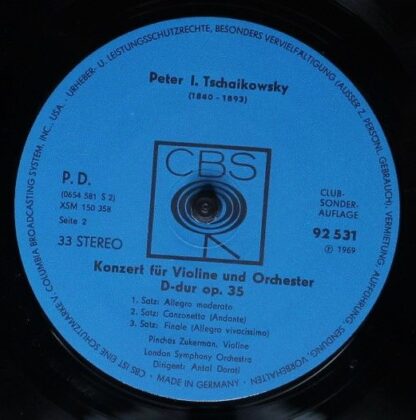 CBS IST EINE SCHUTZMARKE V. COLUMBIA BROADCASTING SYSTEM, INC., USA. · URHEBER- U. LEISTUNGSSCHUTZRECHTE, BESONDERS VERVIELFÄLTIGUNG (AUSSER Z. PERSÖNL. GEBRAUCH), VERMIETUNG, AUFFÜHRUNG, SENDUNG, VORBEHALTEN
Peter I. Tschaikowsky
(1840 - 1893)
CBS
P. D.
(0654 581 S 2)
XSM 150 358
Seite 2
33 STEREO
CLUB-
SONDER-
AUFLAGE
92 531
℗ 1969
Konzert für Violine und Orchester
D-dur op. 35
1. Satz: Allegro moderato
2. Satz: Canzonetta (Andante)
3. Satz: Finale (Allegro vivacissimo)
Pinchas Zukerman, Violine
London Symphony Orchestra
Dirigent: Antal Dorati
· MADE IN GERMANY ·